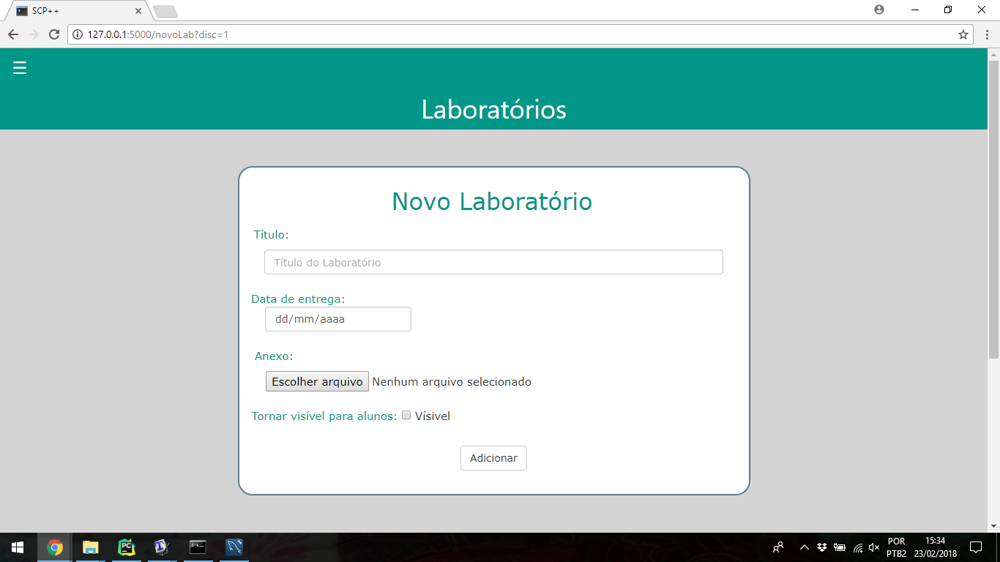 SCP++
127.0.0.1:5000/novoLab?disc=1
Laboratórios
Novo Laboratório
Título:
Título do Laboratório
Data de entrega:
dd/mm/aaaa
Anexo:
Escolher arquivo Nenhum arquivo selecionado
Tornar visível para alunos: Vísivel
Adicionar
POR 15:34
PTB2 23/02/2018